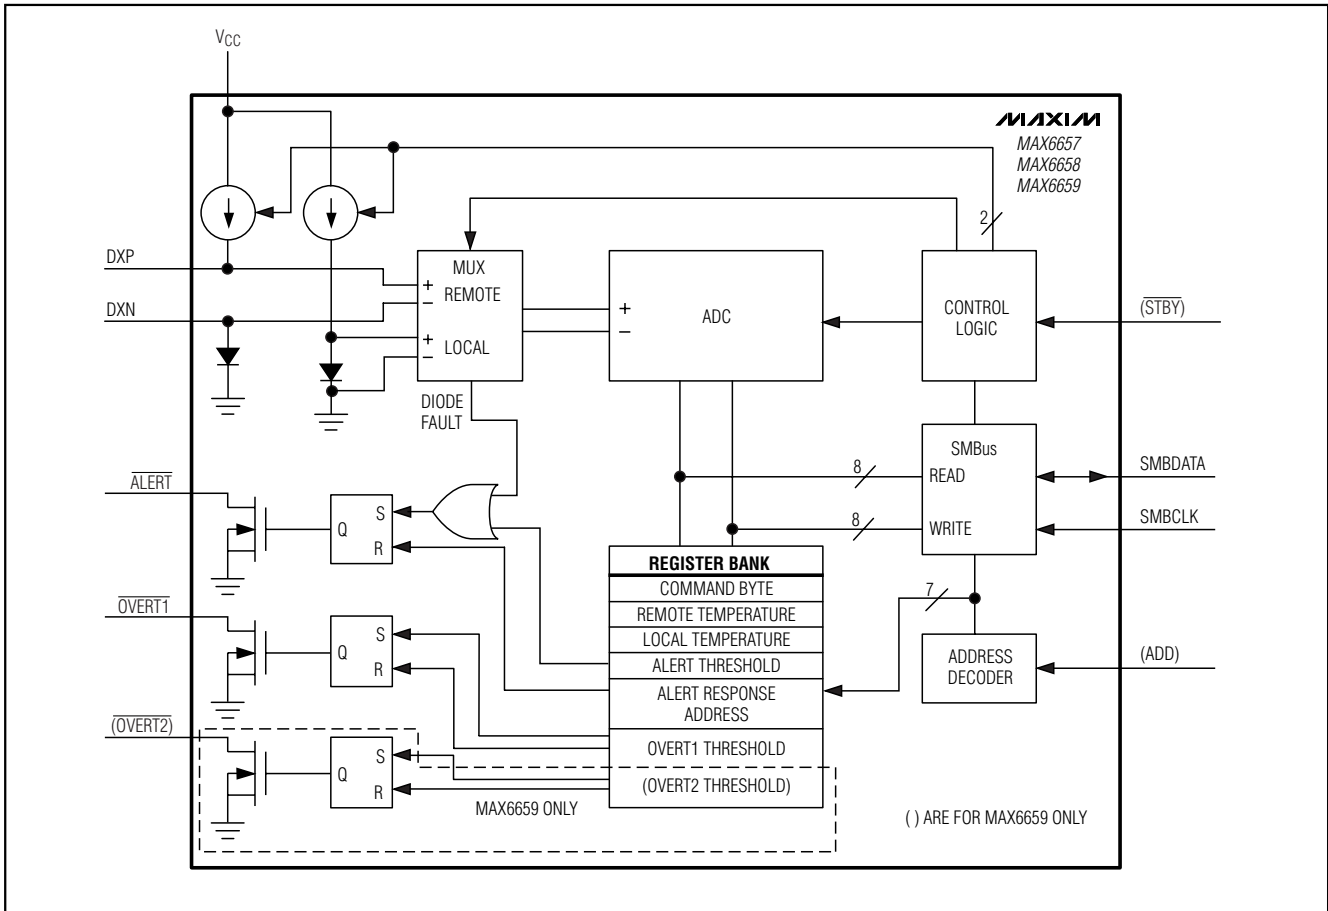 VCC
MAXIM
MAX6657
MAX6658
MAX6659
2
DXP
DXN
MUX
+
REMOTE
−
+
LOCAL
−
+
ADC
−
CONTROL
LOGIC
(STBY)
DIODE
FAULT
SMBus
8
READ
SMBDATA
8
WRITE
SMBCLK
ALERT
S
Q
R
REGISTER BANK
COMMAND BYTE
REMOTE TEMPERATURE
LOCAL TEMPERATURE
ALERT THRESHOLD
ALERT RESPONSE
ADDRESS
OVERT1 THRESHOLD
(OVERT2 THRESHOLD)
7
ADDRESS
DECODER
(ADD)
OVERT1
S
Q
R
(OVERT2)
S
Q
R
MAX6659 ONLY
( ) ARE FOR MAX6659 ONLY